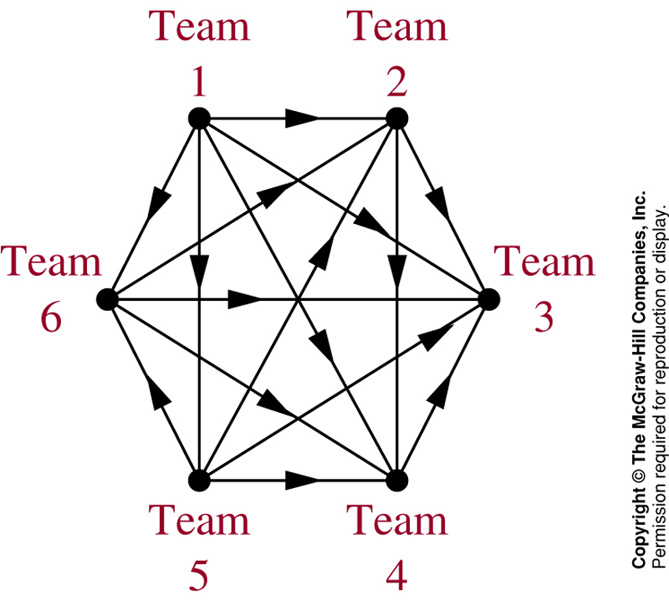 Team
1
Team
2
Team
6
Team
3
Team
5
Team
4
Copyright © The McGraw-Hill Companies, Inc.
Permission required for reproduction or display.